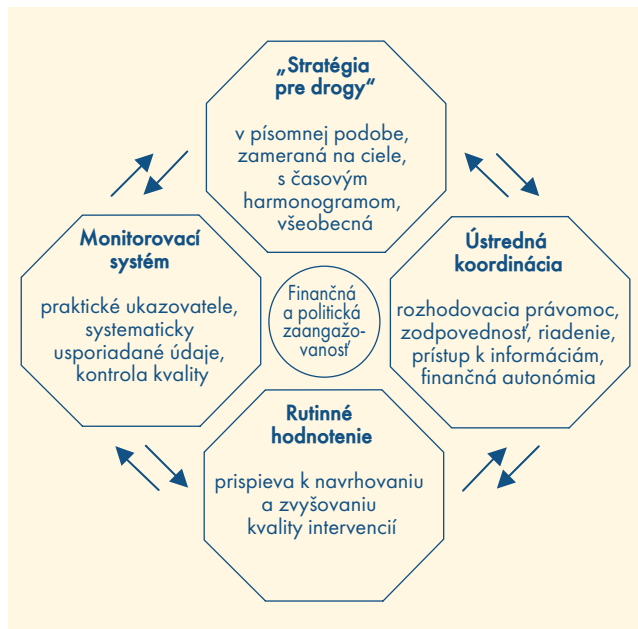 „Stratégia
pre drogy“
v písomnej podobe,
zameraná na ciele,
s časovým
harmonogramom,
všeobecná
Monitorovací
systém
praktické ukazovatele,
systematicky
usporiadané údaje,
kontrola kvality
Finančná
a politická
zaangažo-
vanosť
Ústredná
koordinácia
rozhodovacia právomoc,
zodpovednosť, riadenie,
prístup k informáciám,
finančná autonómia
Rutinné
hodnotenie
prispieva k navrhovaniu
a zvyšovaniu
kvality intervencií